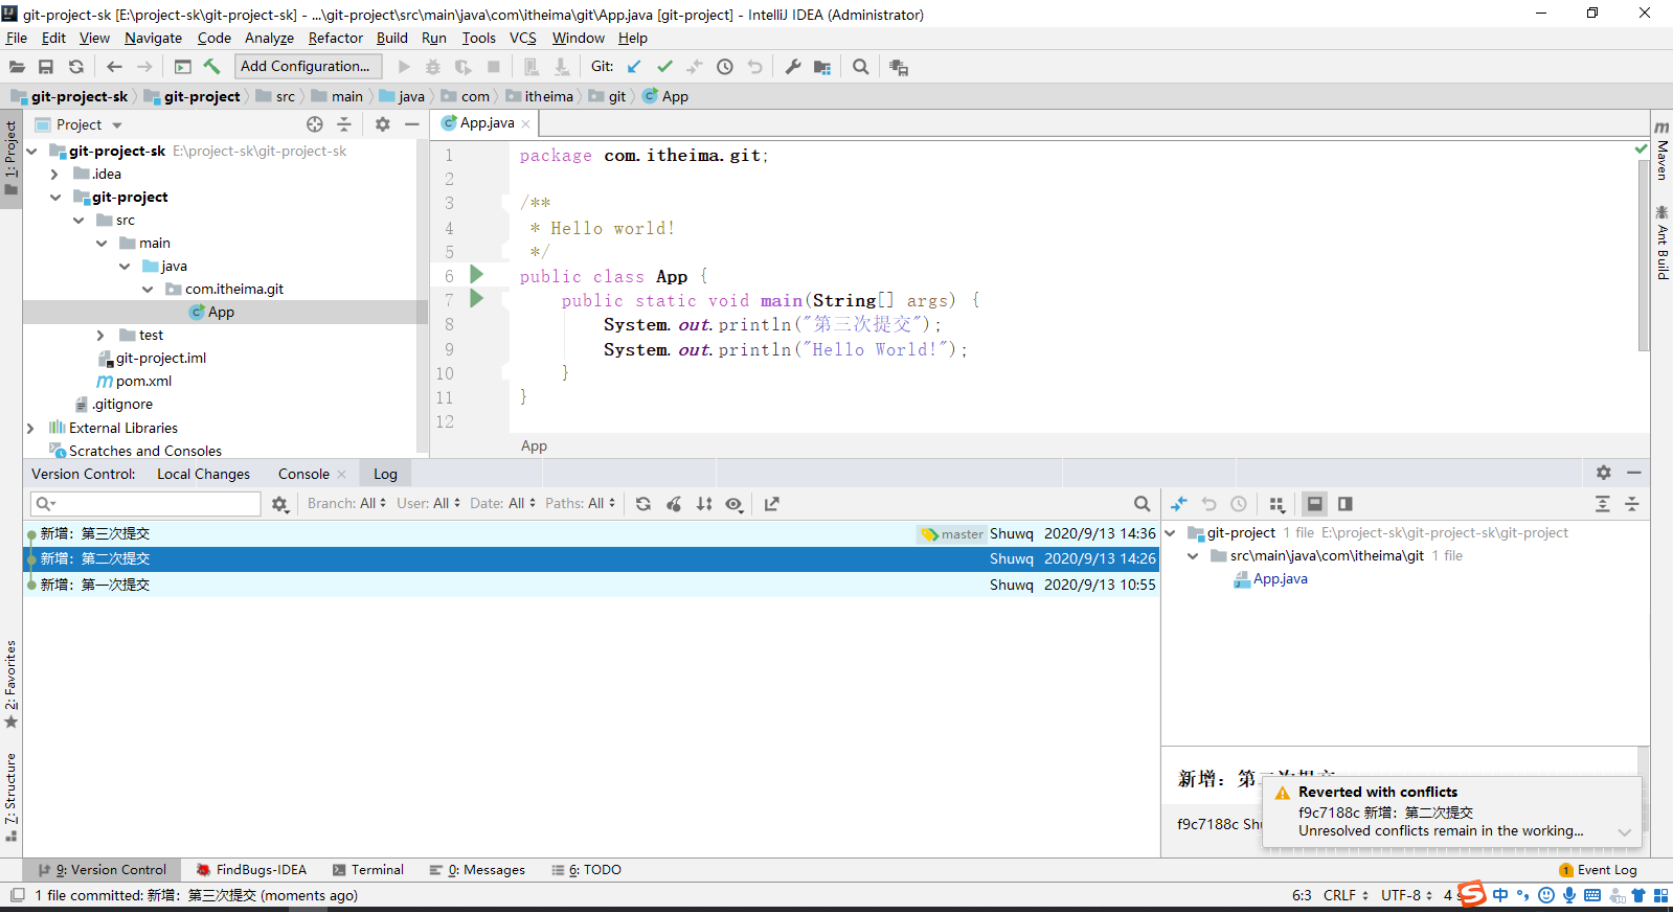 git-project-sk [E:\project-sk\git-project-sk] - ...\git-project\src\main\java\com\itheima\git\App.java [git-project] - IntelliJ IDEA (Administrator)
File Edit View Navigate Code Analyze Refactor Build Run Tools VCS Window Help
Add Configuration... Git:
git-project-sk git-project src main java com itheima git App
1: Project
Project
App.java
git-project-sk E:\project-sk\git-project-sk
.idea
git-project
src
main
java
com.itheima.git
App
test
git-project.iml
pom.xml
.gitignore
External Libraries
Scratches and Consoles
1 package com.itheima.git;
2
3 /**
4 * Hello world!
5 */
6 public class App {
7 public static void main(String[] args) {
8 System.out.println("第三次提交");
9 System.out.println("Hello World!");
10 }
11 }
12
App
Maven
Ant Build
Version Control: Local Changes Console Log
Branch: All User: All Date: All Paths: All
新增：第三次提交 master Shuwq 2020/9/13 14:36
新增：第二次提交 Shuwq 2020/9/13 14:26
新增：第一次提交 Shuwq 2020/9/13 10:55
git-project 1 file E:\project-sk\git-project-sk\git-project
src\main\java\com\itheima\git 1 file
App.java
新增：第二次提交
f9c7188c Shu
Reverted with conflicts
f9c7188c 新增：第二次提交
Unresolved conflicts remain in the working...
2: Favorites
7: Structure
9: Version Control FindBugs-IDEA Terminal 0: Messages 6: TODO
1 Event Log
1 file committed: 新增：第三次提交 (moments ago)
6:3 CRLF UTF-8 4 s
中